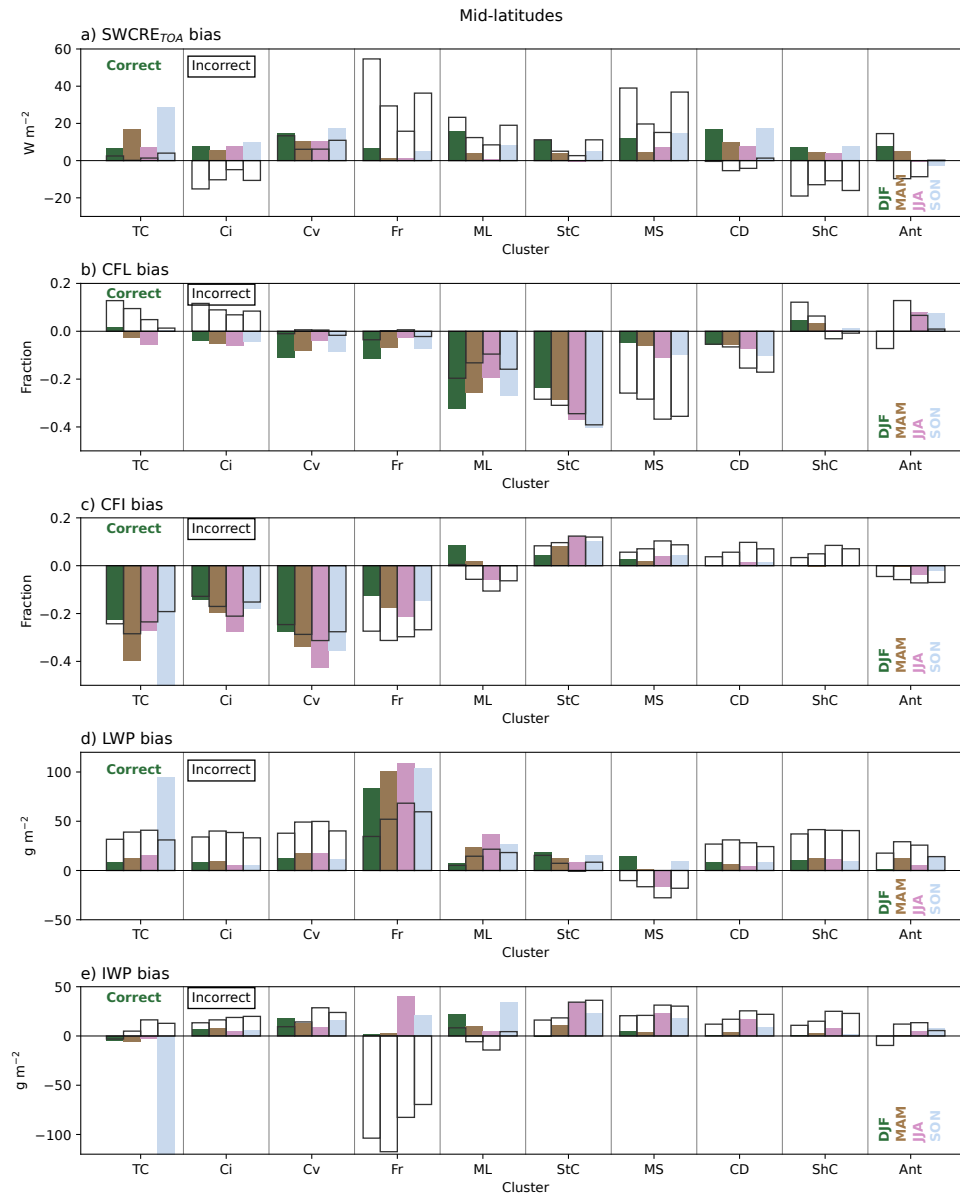 Mid-latitudes
a) SWCRE_TOA bias
Correct Incorrect
60
40
20
0
−20
W m⁻²
DJF
MAM
JJA
SON
TC Ci Cv Fr ML StC MS CD ShC Ant
Cluster
b) CFL bias
Correct Incorrect
0.2
0.0
−0.2
−0.4
Fraction
DJF
MAM
JJA
SON
TC Ci Cv Fr ML StC MS CD ShC Ant
Cluster
c) CFI bias
Correct Incorrect
0.2
0.0
−0.2
−0.4
Fraction
DJF
MAM
JJA
SON
TC Ci Cv Fr ML StC MS CD ShC Ant
Cluster
d) LWP bias
Correct Incorrect
100
50
0
−50
g m⁻²
DJF
MAM
JJA
SON
TC Ci Cv Fr ML StC MS CD ShC Ant
Cluster
e) IWP bias
Correct Incorrect
50
0
−50
−100
g m⁻²
DJF
MAM
JJA
SON
TC Ci Cv Fr ML StC MS CD ShC Ant
Cluster